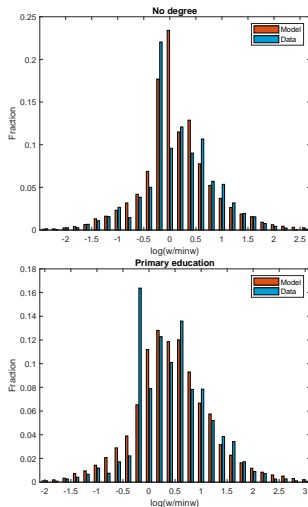 No degree
Model
Data
0.25
0.2
0.15
0.1
0.05
0
Fraction
-2 -1.5 -1 -0.5 0 0.5 1 1.5 2 2.5
log(w/minw)
Primary education
Model
Data
0.18
0.16
0.14
0.12
0.1
0.08
0.06
0.04
0.02
0
Fraction
-2 -1.5 -1 -0.5 0 0.5 1 1.5 2 2.5 3
log(w/minw)